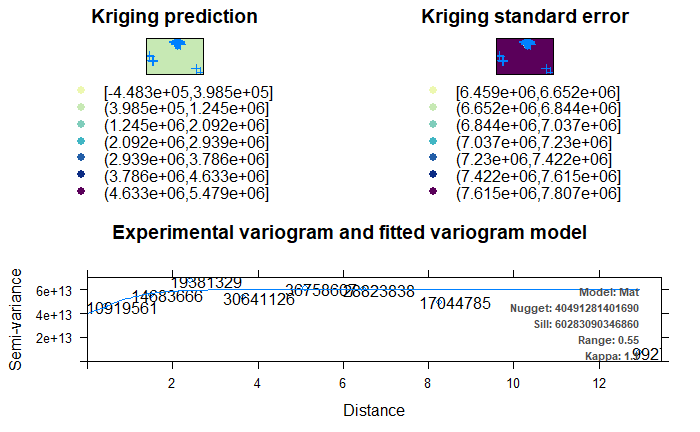 Kriging prediction
[-4.483e+05,3.985e+05]
(3.985e+05,1.245e+06]
(1.245e+06,2.092e+06]
(2.092e+06,2.939e+06]
(2.939e+06,3.786e+06]
(3.786e+06,4.633e+06]
(4.633e+06,5.479e+06]
Kriging standard error
[6.459e+06,6.652e+06]
(6.652e+06,6.844e+06]
(6.844e+06,7.037e+06]
(7.037e+06,7.23e+06]
(7.23e+06,7.422e+06]
(7.422e+06,7.615e+06]
(7.615e+06,7.807e+06]
Experimental variogram and fitted variogram model
Semi-variance
6e+13
4e+13
2e+13
10919561
14683666
19381329
30641126
36758607
28823838
17044785
Model: Mat
Nugget: 40491281401690
Sill: 60283090346860
Range: 0.55
Kappa:
2
4
6
8
10
12
Distance